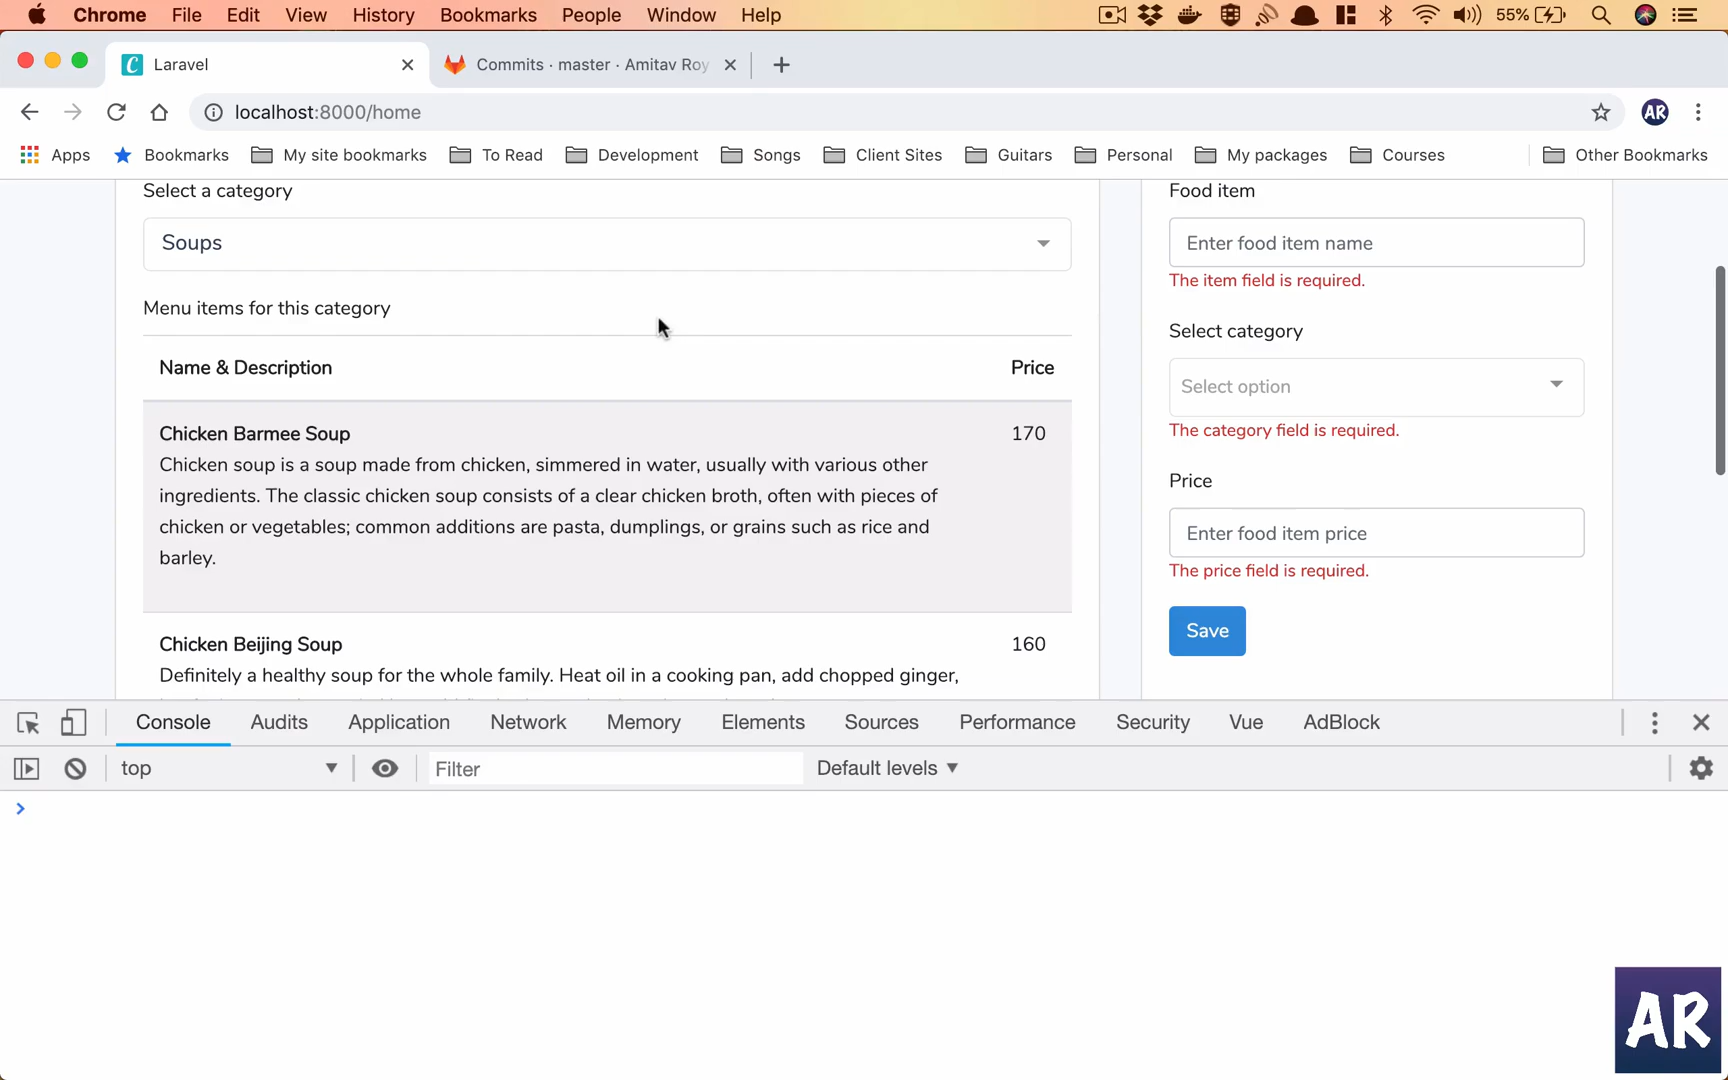 Chrome File Edit View History Bookmarks People Window Help 55%
Laravel Commits · master · Amitav Roy
localhost:8000/home AR
Apps Bookmarks My site bookmarks To Read Development Songs Client Sites Guitars Personal My packages Courses Other Bookmarks
Select a category
Soups
Menu items for this category
Name & Description Price
Chicken Barmee Soup 170
Chicken soup is a soup made from chicken, simmered in water, usually with various other
ingredients. The classic chicken soup consists of a clear chicken broth, often with pieces of
chicken or vegetables; common additions are pasta, dumplings, or grains such as rice and
barley.
Chicken Beijing Soup 160
Definitely a healthy soup for the whole family. Heat oil in a cooking pan, add chopped ginger,
Food item
Enter food item name
The item field is required.
Select category
Select option
The category field is required.
Price
Enter food item price
The price field is required.
Save
Console Audits Application Network Memory Elements Sources Performance Security Vue AdBlock
top Filter Default levels
AR